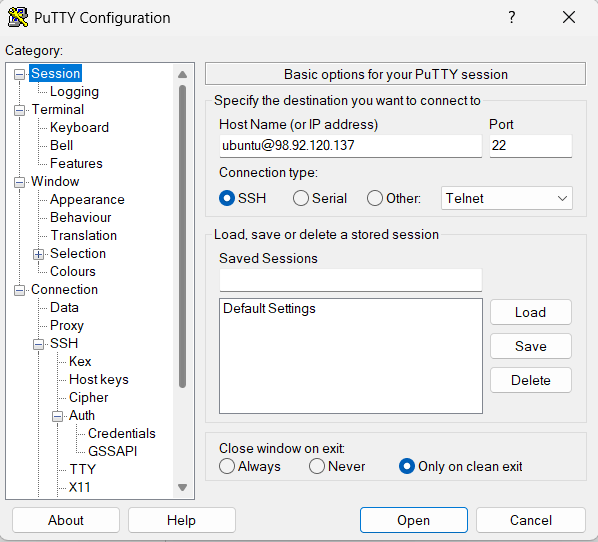 PuTTY Configuration
Category:
Session
Logging
Terminal
Keyboard
Bell
Features
Window
Appearance
Behaviour
Translation
Selection
Colours
Connection
Data
Proxy
SSH
Kex
Host keys
Cipher
Auth
Credentials
GSSAPI
TTY
X11
Basic options for your PuTTY session
Specify the destination you want to connect to
Host Name (or IP address) Port
ubuntu@98.92.120.137 22
Connection type:
SSH Serial Other: Telnet
Load, save or delete a stored session
Saved Sessions
Default Settings
Load
Save
Delete
Close window on exit:
Always Never Only on clean exit
About Help Open Cancel